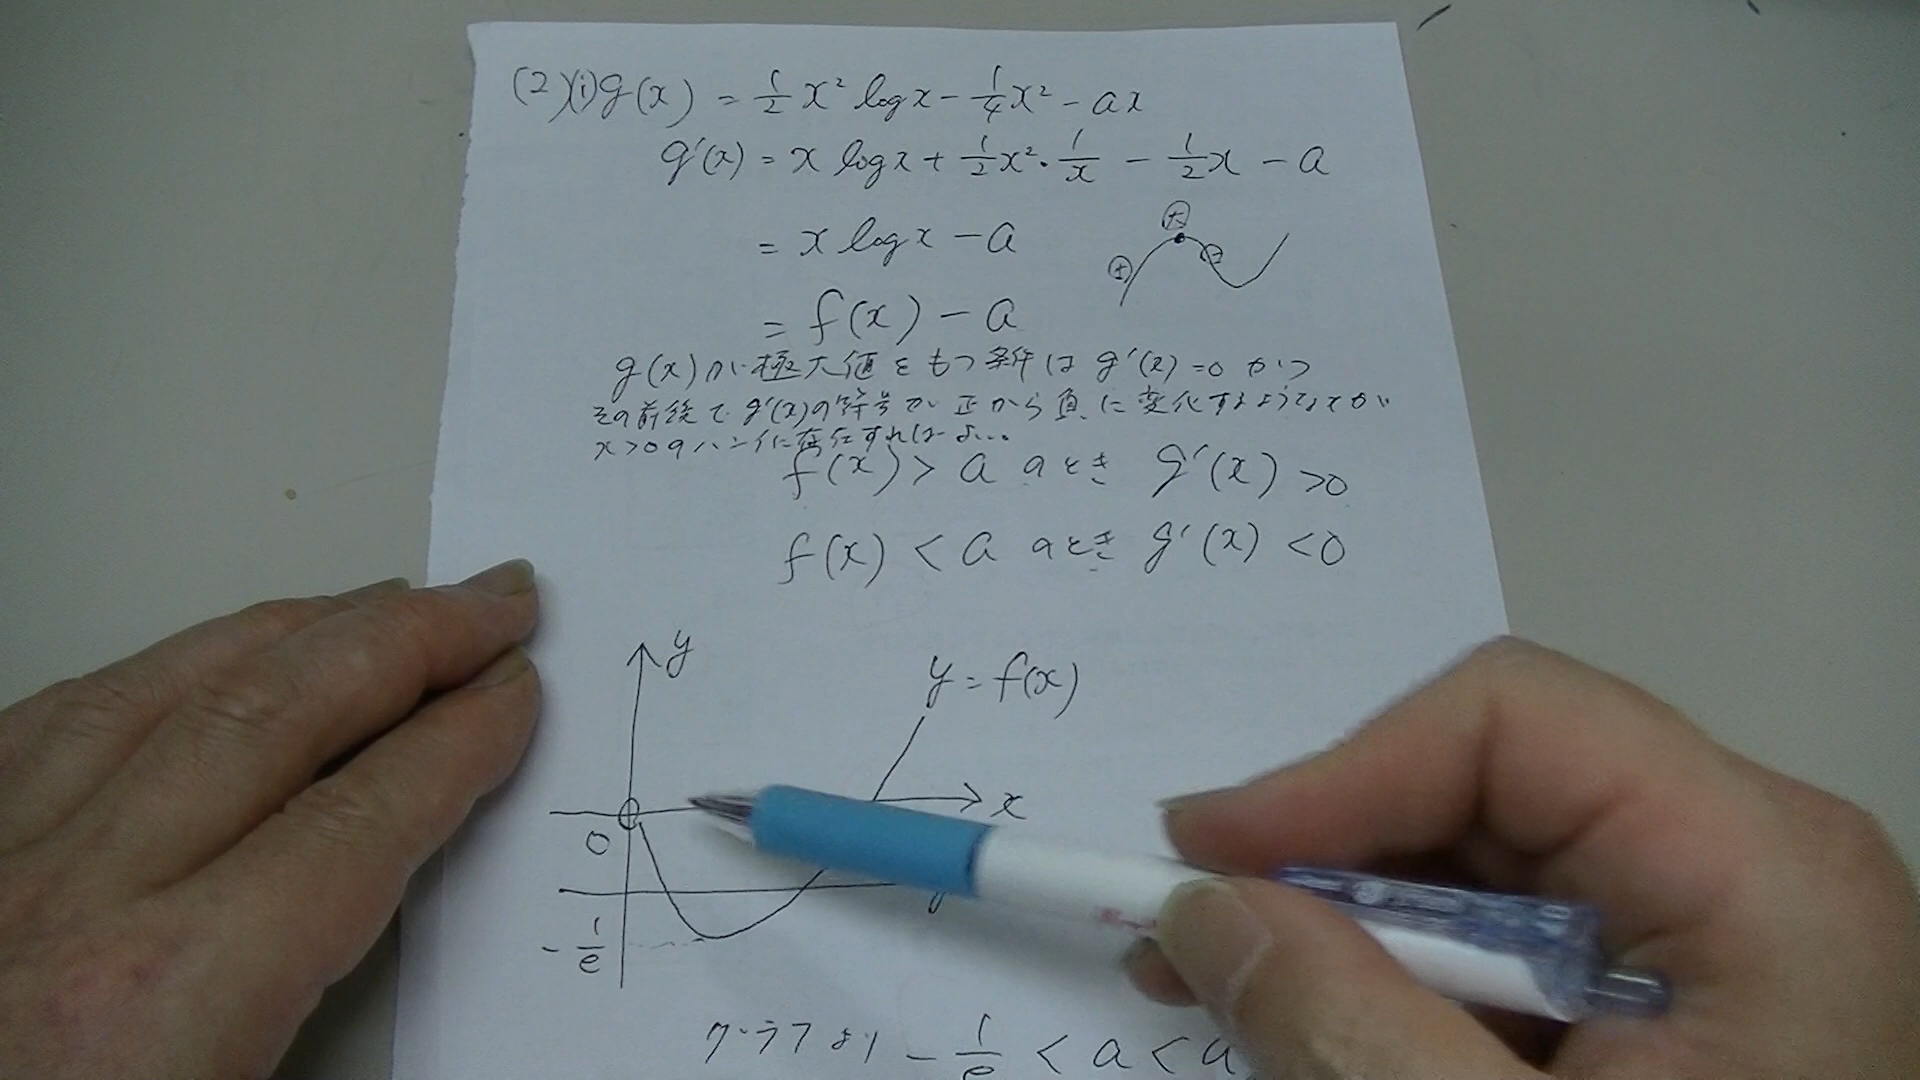 (2)(i) g(x) = 1/2 x² log x - 1/4 x² - ax
g'(x) = x log x + 1/2 x² · 1/x - 1/2 x - a
= x log x - a
大
+
-
= f(x) - a
g(x) が極大値をもつ条件は g'(x) = 0 かつ
その前後で g'(x)の符号が正から負に変化するようなxが
x>0のハンイに存在すればよい。
f(x) > a のとき g'(x) > 0
f(x) < a のとき g'(x) < 0
y
y = f(x)
x
0
- 1/e
グラフより - 1/e < a <